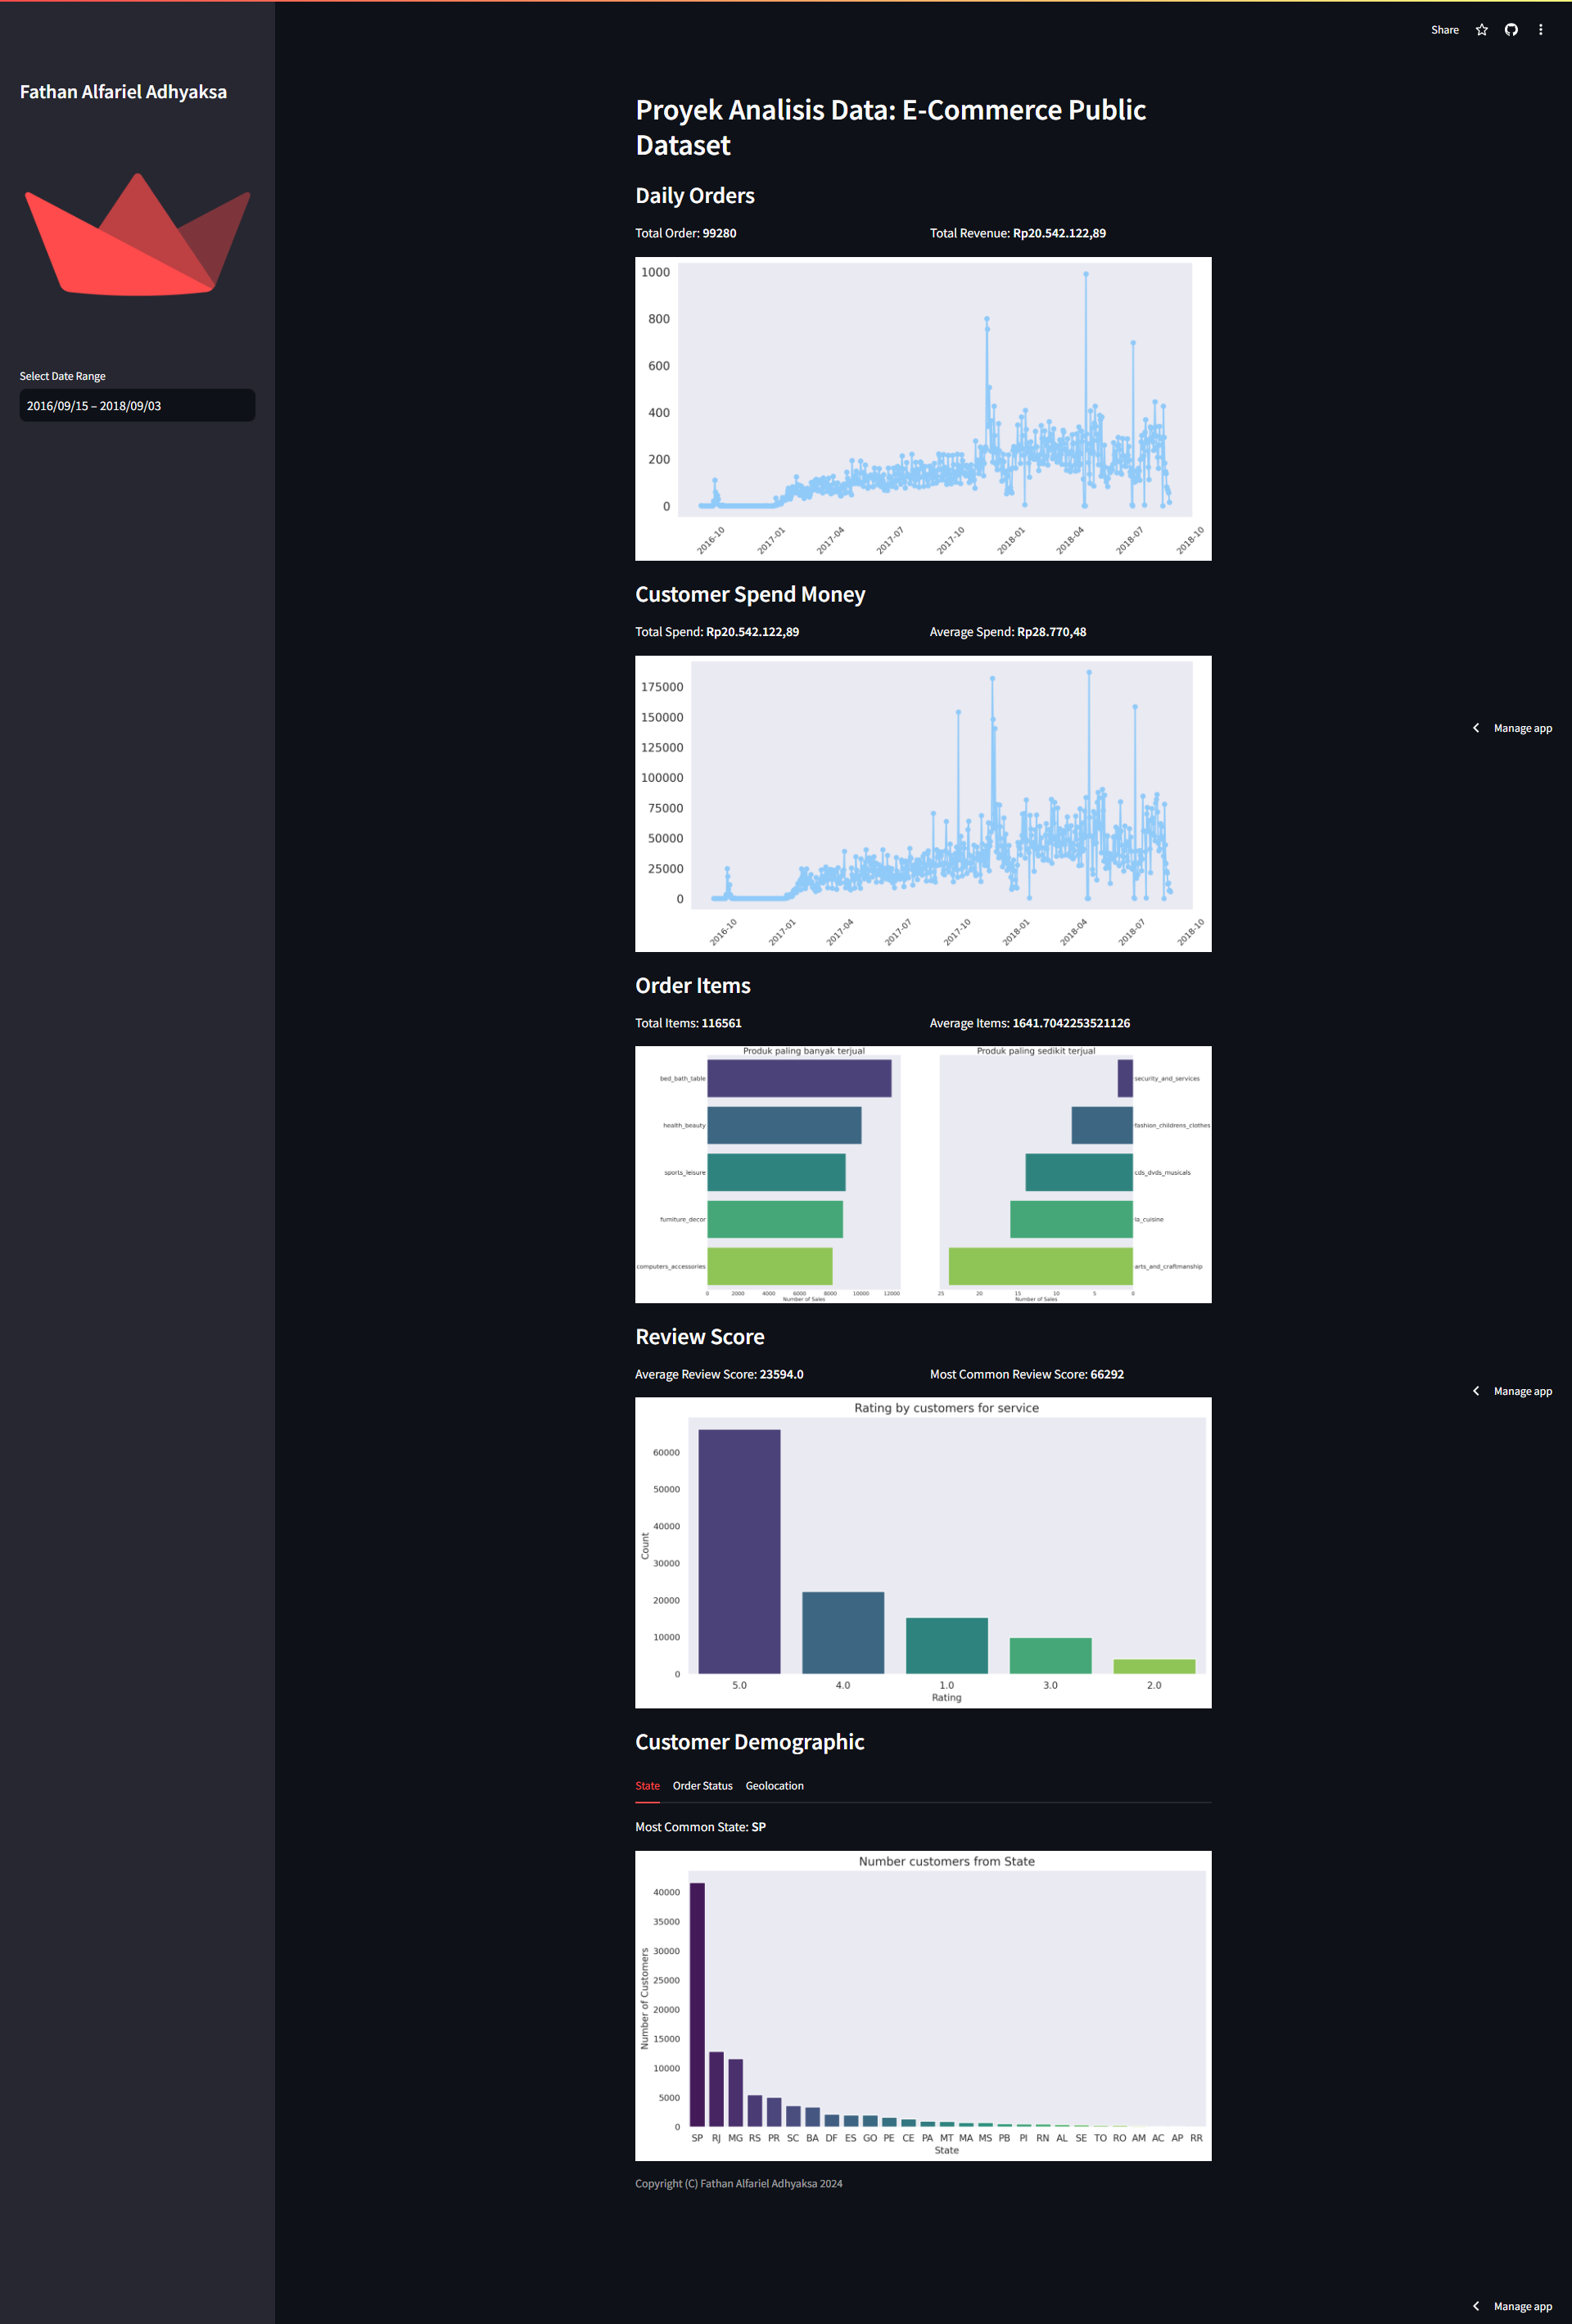 Share
Fathan Alfariel Adhyaksa
Select Date Range
2016/09/15 – 2018/09/03
Proyek Analisis Data: E-Commerce Public
Dataset
Daily Orders
Total Order: 99280
Total Revenue: Rp20.542.122,89
1000
800
600
400
200
0
2016-10
2017-01
2017-04
2017-07
2017-10
2018-01
2018-04
2018-07
2018-10
Customer Spend Money
Total Spend: Rp20.542.122,89
Average Spend: Rp28.770,48
175000
150000
125000
100000
75000
50000
25000
0
2016-10
2017-01
2017-04
2017-07
2017-10
2018-01
2018-04
2018-07
2018-10
Manage app
Order Items
Total Items: 116561
Average Items: 1641.7042253521126
Produk paling banyak terjual
bed_bath_table
health_beauty
sports_leisure
furniture_decor
computers_accessories
0 2000 4000 6000 8000 10000 12000
Number of Sales
Produk paling sedikit terjual
security_and_services
fashion_childrens_clothes
cds_dvds_musicals
la_cuisine
arts_and_craftmanship
25 20 15 10 5 0
Number of Sales
Review Score
Average Review Score: 23594.0
Most Common Review Score: 66292
Manage app
Rating by customers for service
Count
60000
50000
40000
30000
20000
10000
0
5.0 4.0 1.0 3.0 2.0
Rating
Customer Demographic
State Order Status Geolocation
Most Common State: SP
Number customers from State
Number of Customers
40000
35000
30000
25000
20000
15000
10000
5000
0
SP RJ MG RS PR SC BA DF ES GO PE CE PA MT MA MS PB PI RN AL SE TO RO AM AC AP RR
State
Copyright (C) Fathan Alfariel Adhyaksa 2024
Manage app